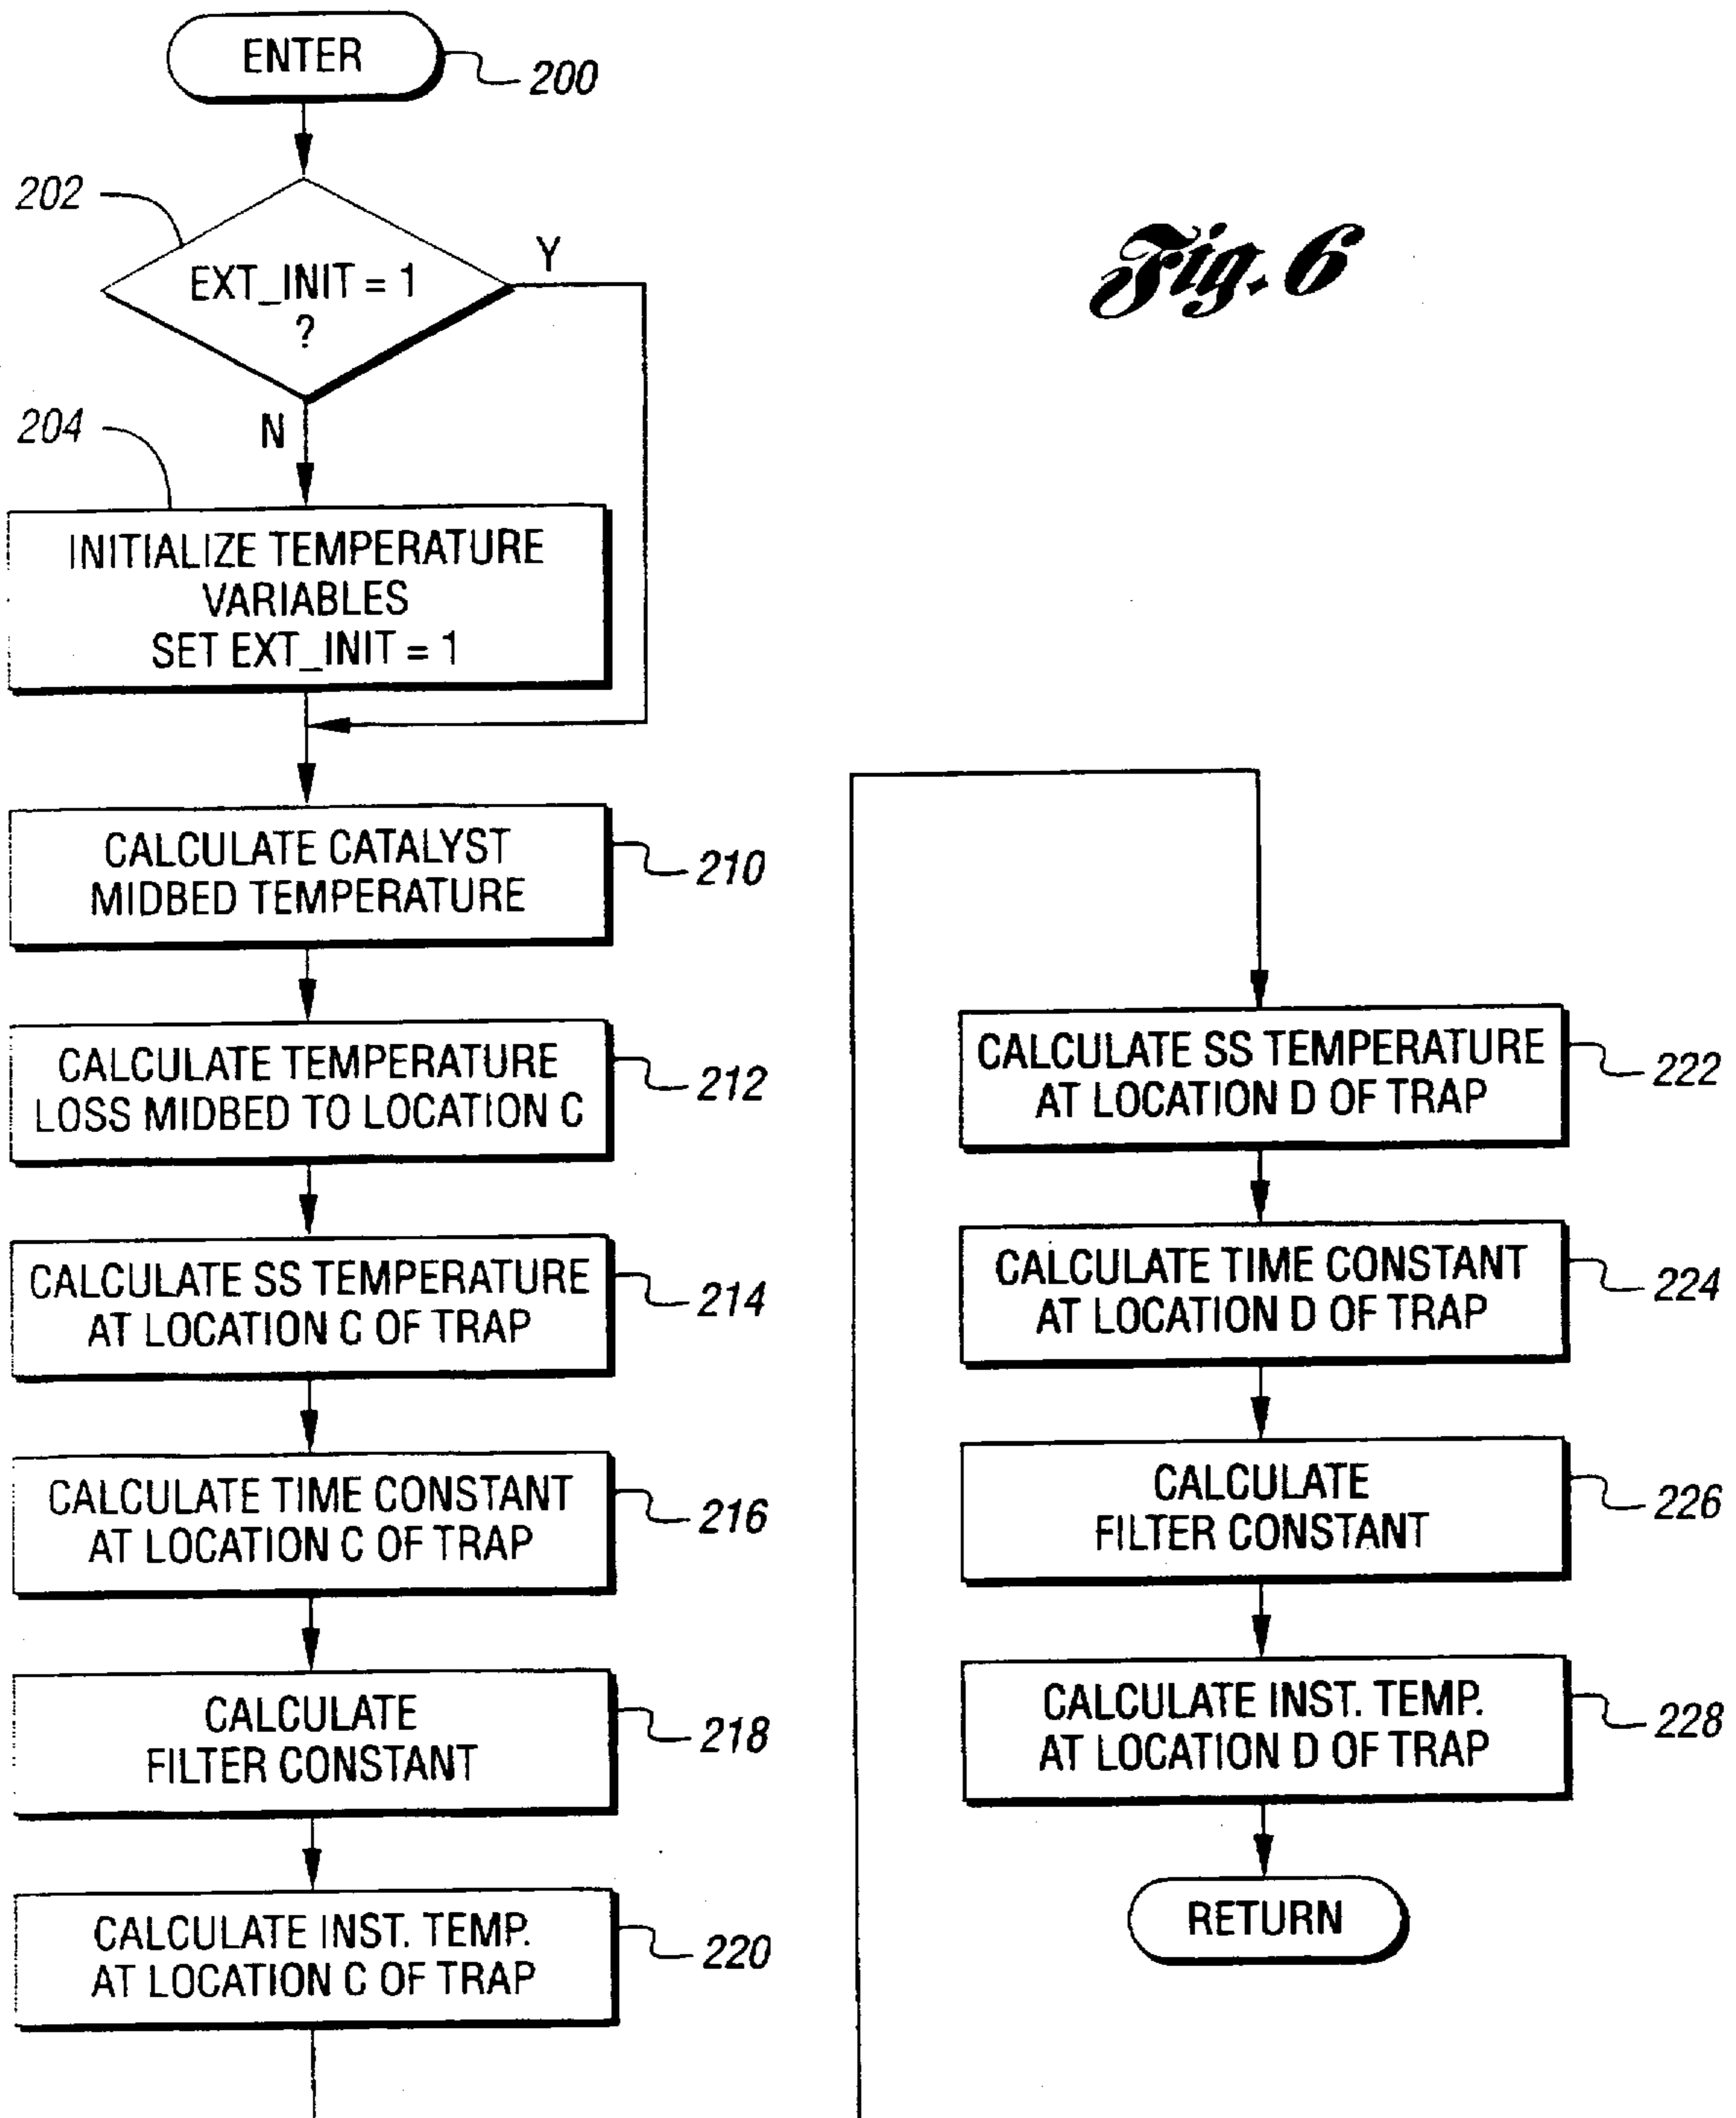 ENTER
200
202
EXT_INIT = 1
?
Y
N
204
INITIALIZE TEMPERATURE
VARIABLES
SET EXT_INIT = 1
CALCULATE CATALYST
MIDBED TEMPERATURE
210
CALCULATE TEMPERATURE
LOSS MIDBED TO LOCATION C
212
CALCULATE SS TEMPERATURE
AT LOCATION C OF TRAP
214
CALCULATE TIME CONSTANT
AT LOCATION C OF TRAP
216
CALCULATE
FILTER CONSTANT
218
CALCULATE INST. TEMP.
AT LOCATION C OF TRAP
220
Fig. 6
CALCULATE SS TEMPERATURE
AT LOCATION D OF TRAP
222
CALCULATE TIME CONSTANT
AT LOCATION D OF TRAP
224
CALCULATE
FILTER CONSTANT
226
CALCULATE INST. TEMP.
AT LOCATION D OF TRAP
228
RETURN